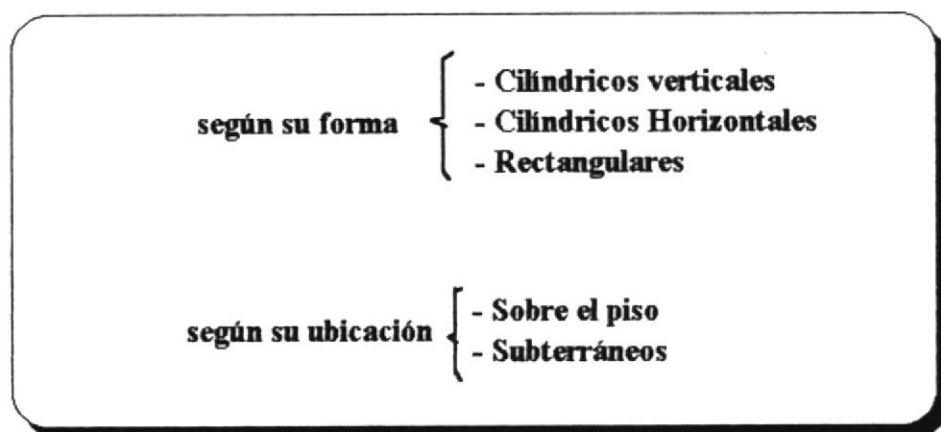 según su forma
- Cilíndricos verticales
- Cilíndricos Horizontales
- Rectangulares
según su ubicación
- Sobre el piso
- Subterráneos